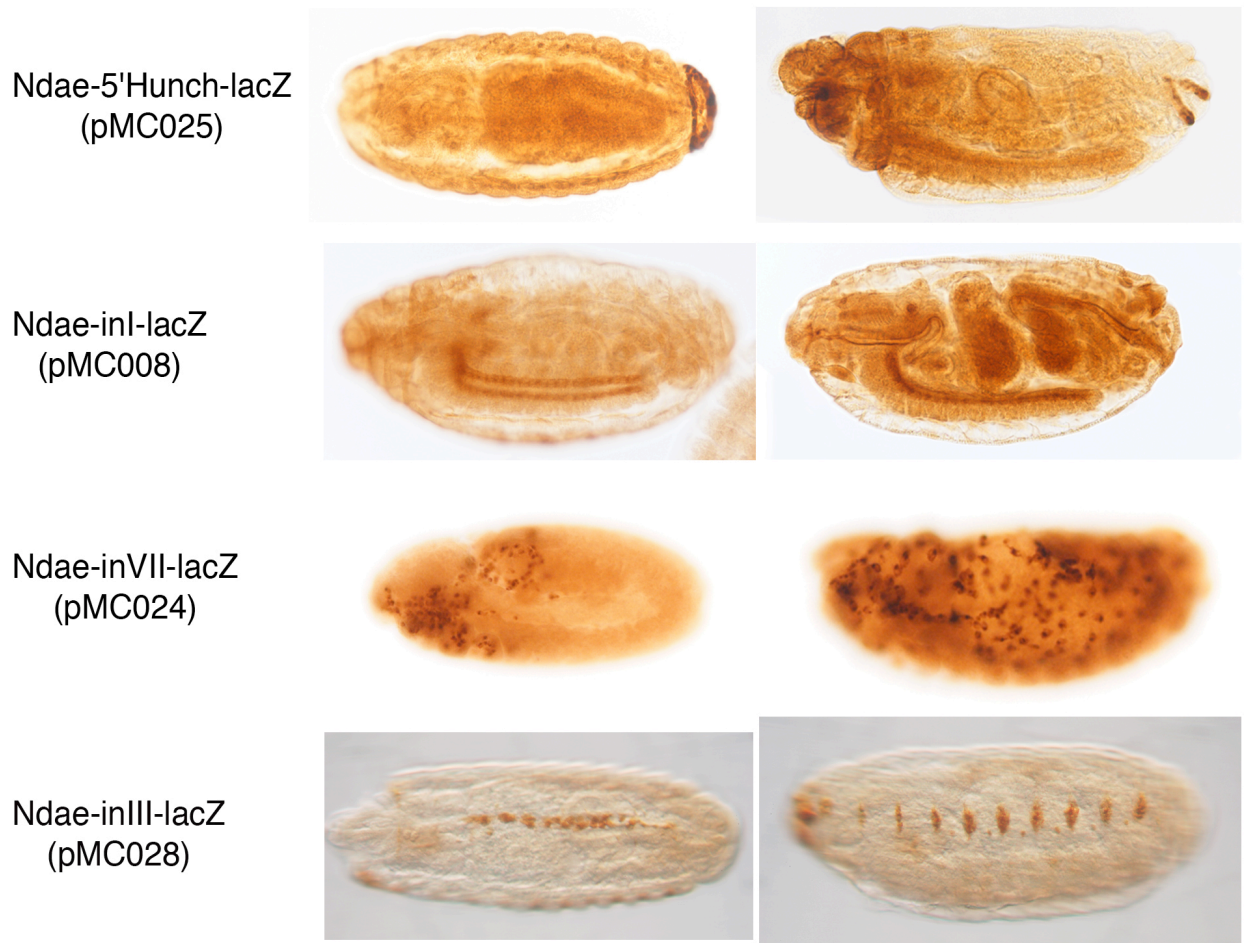 Ndae-5'Hunch-lacZ
(pMC025)
Ndae-inI-lacZ
(pMC008)
Ndae-inVII-lacZ
(pMC024)
Ndae-inIII-lacZ
(pMC028)